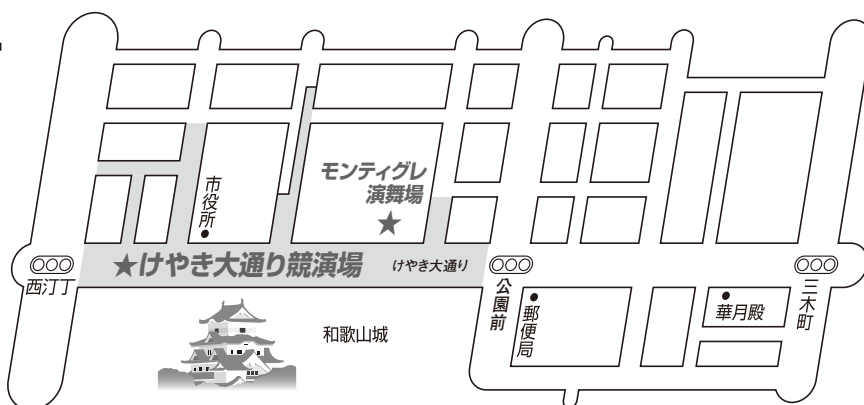 モンティグレ
演舞場
★
市役所
★けやき大通り競演場
けやき大通り
西汀丁
公園前
三木町
郵便局
華月殿
和歌山城